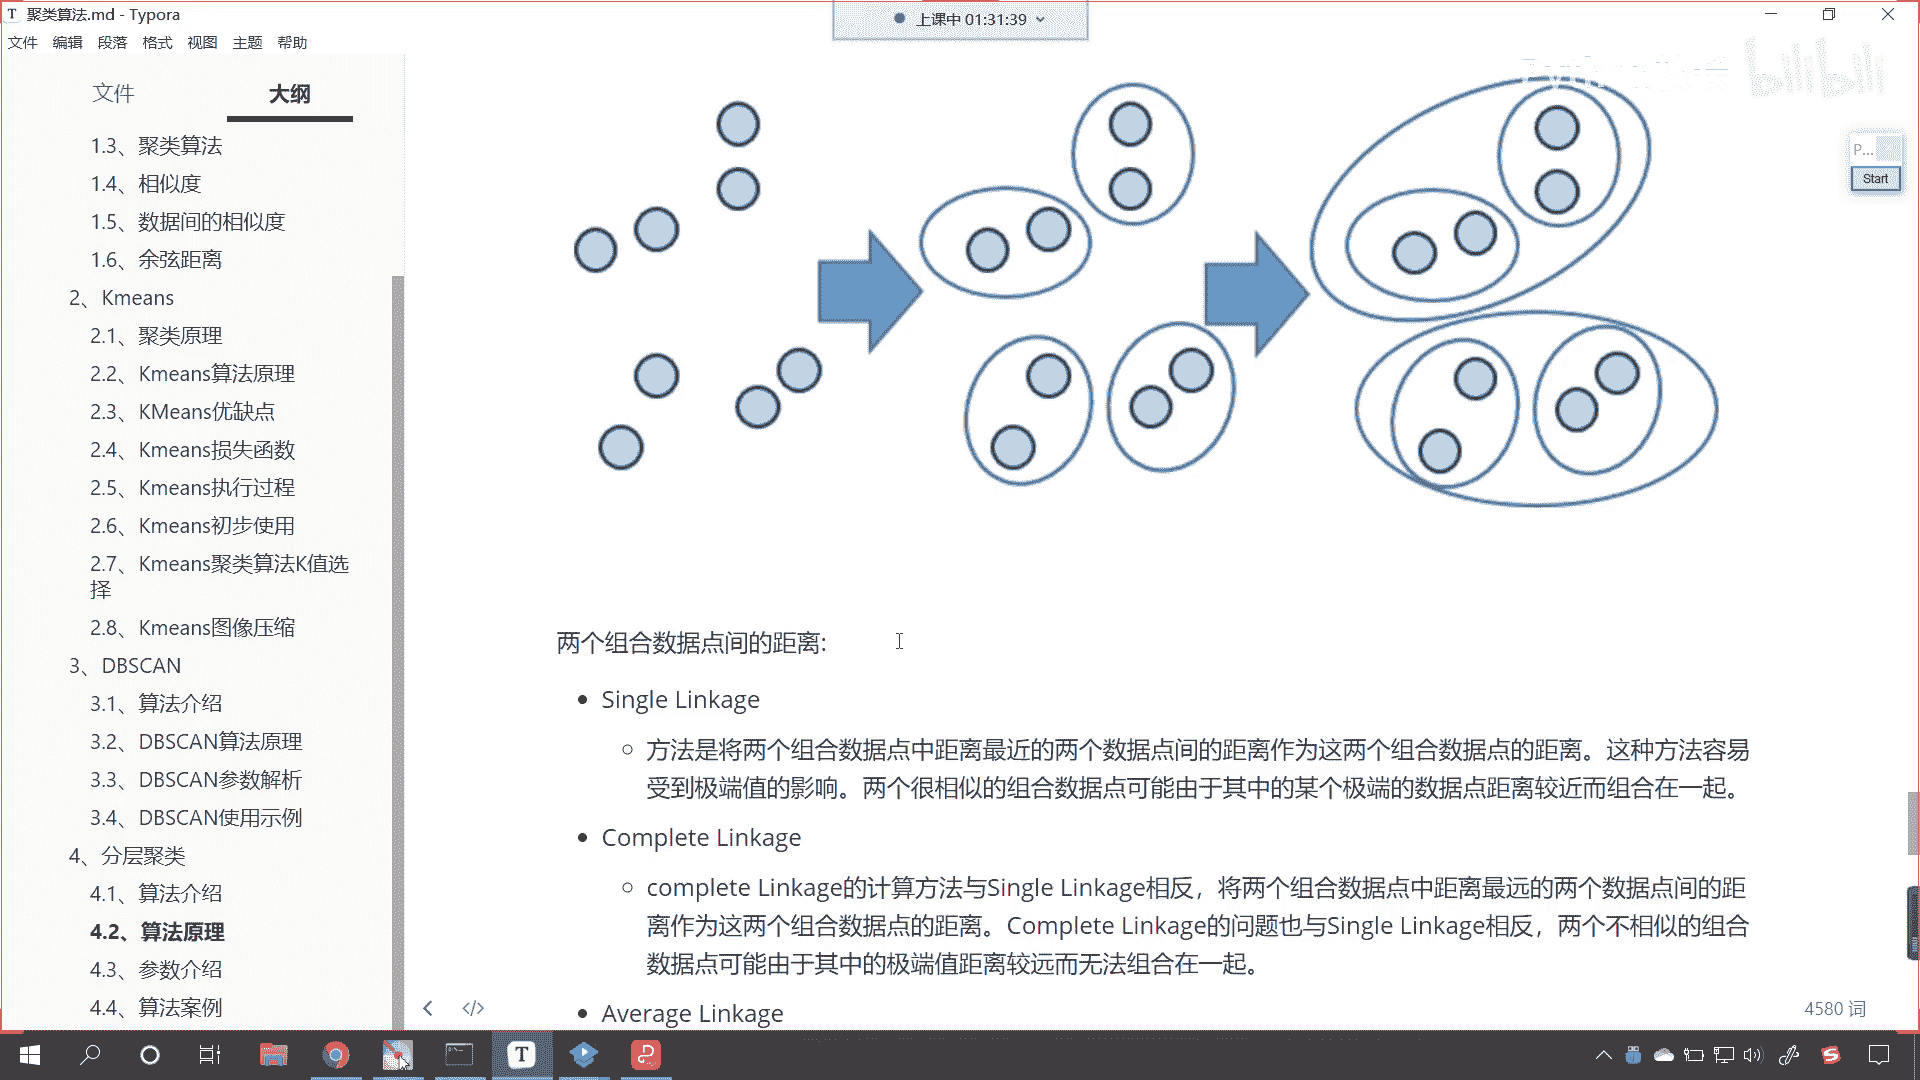 聚类算法.md - Typora
上课中 01:31:39
文件 编辑 段落 格式 视图 主题 帮助
bilibili
文件 大纲
P...
Start
1.3、聚类算法
1.4、相似度
1.5、数据间的相似度
1.6、余弦距离
2、Kmeans
2.1、聚类原理
2.2、Kmeans算法原理
2.3、KMeans优缺点
2.4、Kmeans损失函数
2.5、Kmeans执行过程
2.6、Kmeans初步使用
2.7、Kmeans聚类算法K值选
择
2.8、Kmeans图像压缩
3、DBSCAN
3.1、算法介绍
3.2、DBSCAN算法原理
3.3、DBSCAN参数解析
3.4、DBSCAN使用示例
4、分层聚类
4.1、算法介绍
4.2、算法原理
4.3、参数介绍
4.4、算法案例
两个组合数据点间的距离:
Single Linkage
方法是将两个组合数据点中距离最近的两个数据点间的距离作为这两个组合数据点的距离。这种方法容易
受到极端值的影响。两个很相似的组合数据点可能由于其中的某个极端的数据点距离较近而组合在一起。
Complete Linkage
complete Linkage的计算方法与Single Linkage相反，将两个组合数据点中距离最远的两个数据点间的距
离作为这两个组合数据点的距离。Complete Linkage的问题也与Single Linkage相反，两个不相似的组合
数据点可能由于其中的极端值距离较远而无法组合在一起。
Average Linkage
4580 词